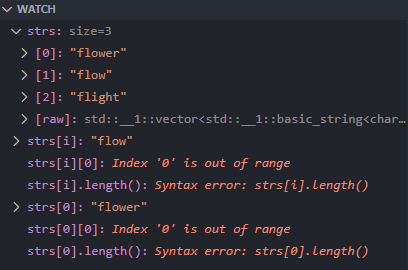 WATCH
strs: size=3
[0]: "flower"
[1]: "flow"
[2]: "flight"
[raw]: std::__1::vector<std::__1::basic_string<char…
strs[i]: "flow"
strs[i][0]: Index '0' is out of range
strs[i].length(): Syntax error: strs[i].length()
strs[0]: "flower"
strs[0][0]: Index '0' is out of range
strs[0].length(): Syntax error: strs[0].length()